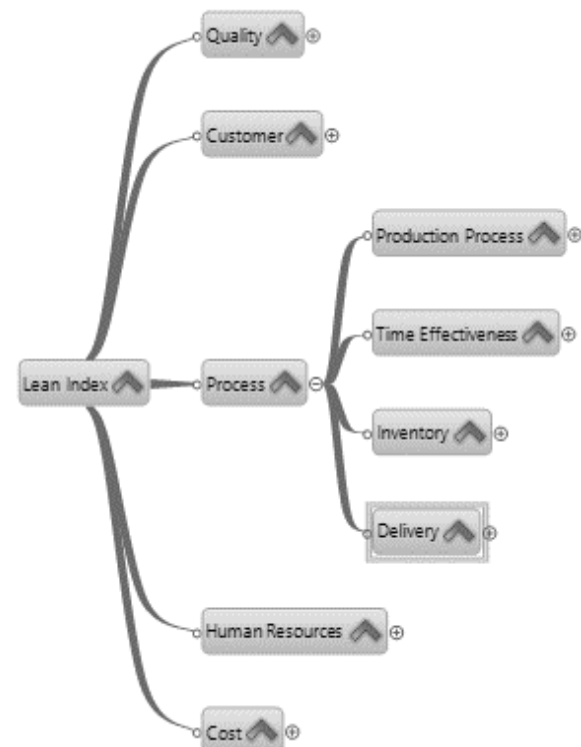 Quality
Customer
Production Process
Time Effectiveness
Lean Index
Process
Inventory
Delivery
Human Resources
Cost